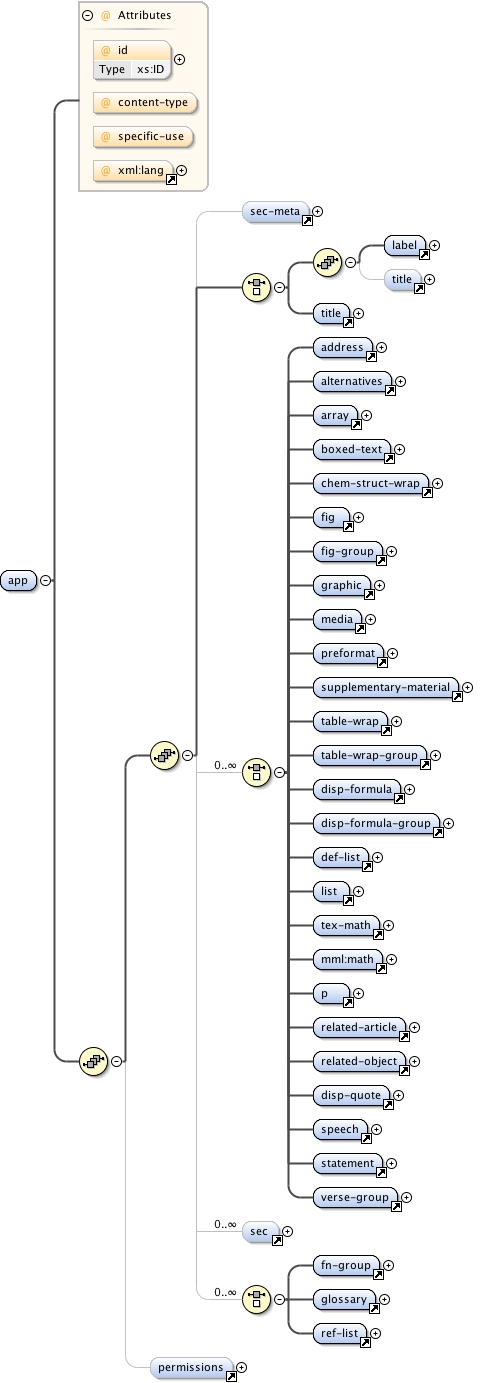 @ Attributes
@ id
Type xs:ID
@ content-type
@ specific-use
@ xml:lang
sec-meta
label
title
title
address
alternatives
array
boxed-text
chem-struct-wrap
fig
fig-group
graphic
media
preformat
supplementary-material
table-wrap
table-wrap-group
0..∞
disp-formula
disp-formula-group
def-list
list
tex-math
mml:math
p
related-article
related-object
disp-quote
speech
statement
verse-group
app
0..∞
sec
0..∞
fn-group
glossary
ref-list
permissions